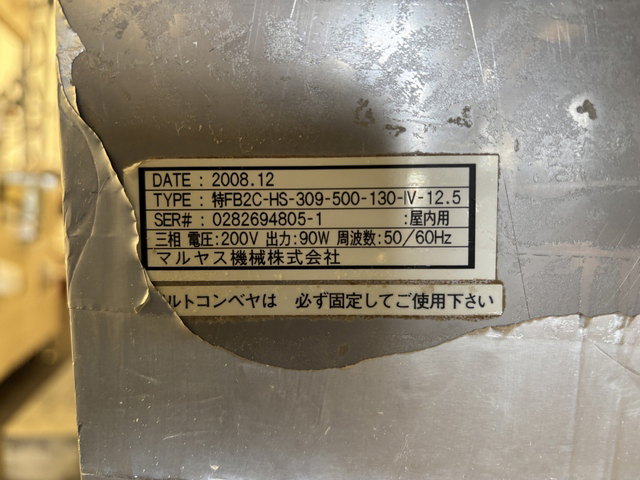 DATE : 2008.12
TYPE : 特FB2C-HS-309-500-130-IV-12.5
SER# : 0282694805-1 :屋内用
三相 電圧:200V 出力:90W 周波数:50/60Hz
マルヤス機械株式会社
ルトコンベヤは 必ず固定してご使用下さい